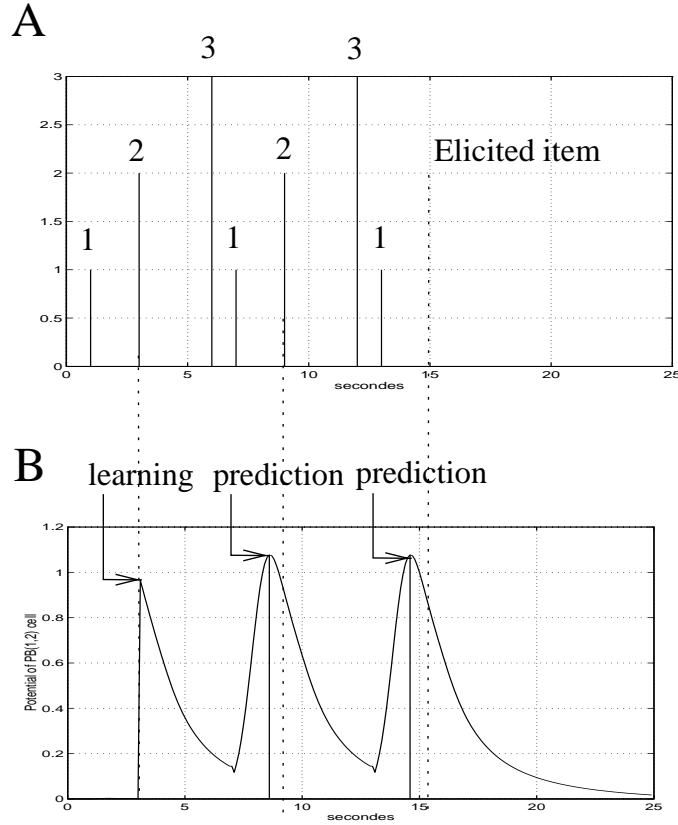 A
3 3
3
2.5
2 2 Elicited item
2
1.5
1 1 1
1
0.5
0
0 5 10 15 20 25
secondes
B
learning prediction prediction
1.2
1
0.8
0.6
0.4
0.2
0
Potential of PB(1,2) cell
0 5 10 15 20 25
secondes